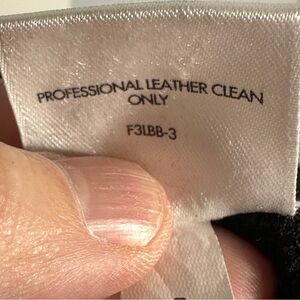 PROFESSIONAL LEATHER CLEAN
ONLY
F3LBB-3